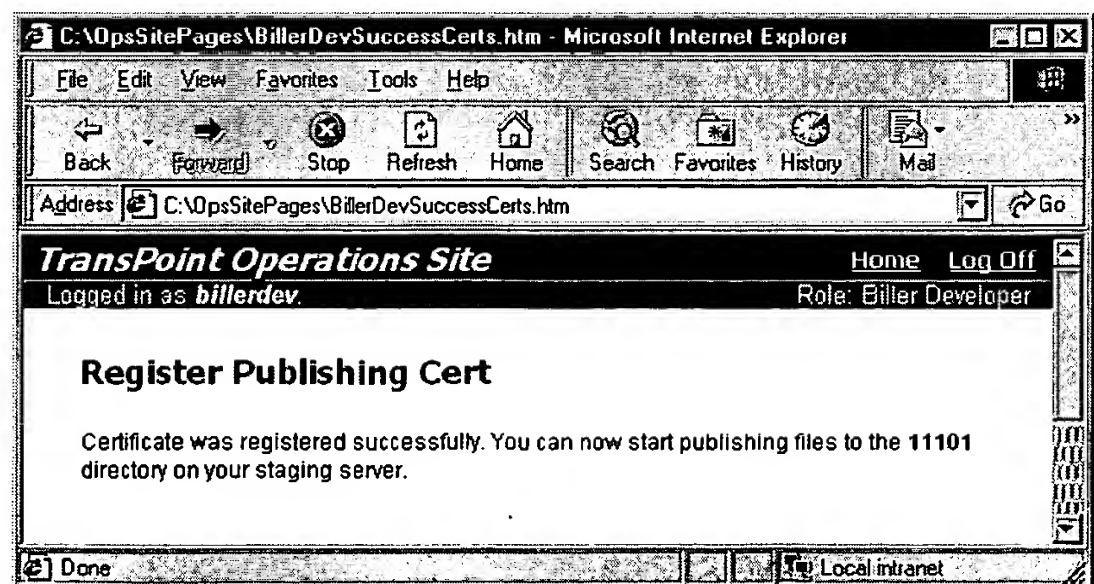 C:\OpsSitePages\BillerDevSuccessCerts.htm - Microsoft Internet Explorer
File Edit View Favorites Tools Help
Back Forward Stop Refresh Home Search Favorites History Mail »
Address C:\OpsSitePages\BillerDevSuccessCerts.htm Go
TransPoint Operations Site Home Log Off
Logged in as billerdev. Role: Biller Developer
Register Publishing Cert
Certificate was registered successfully. You can now start publishing files to the 11101
directory on your staging server.
Done Local intranet